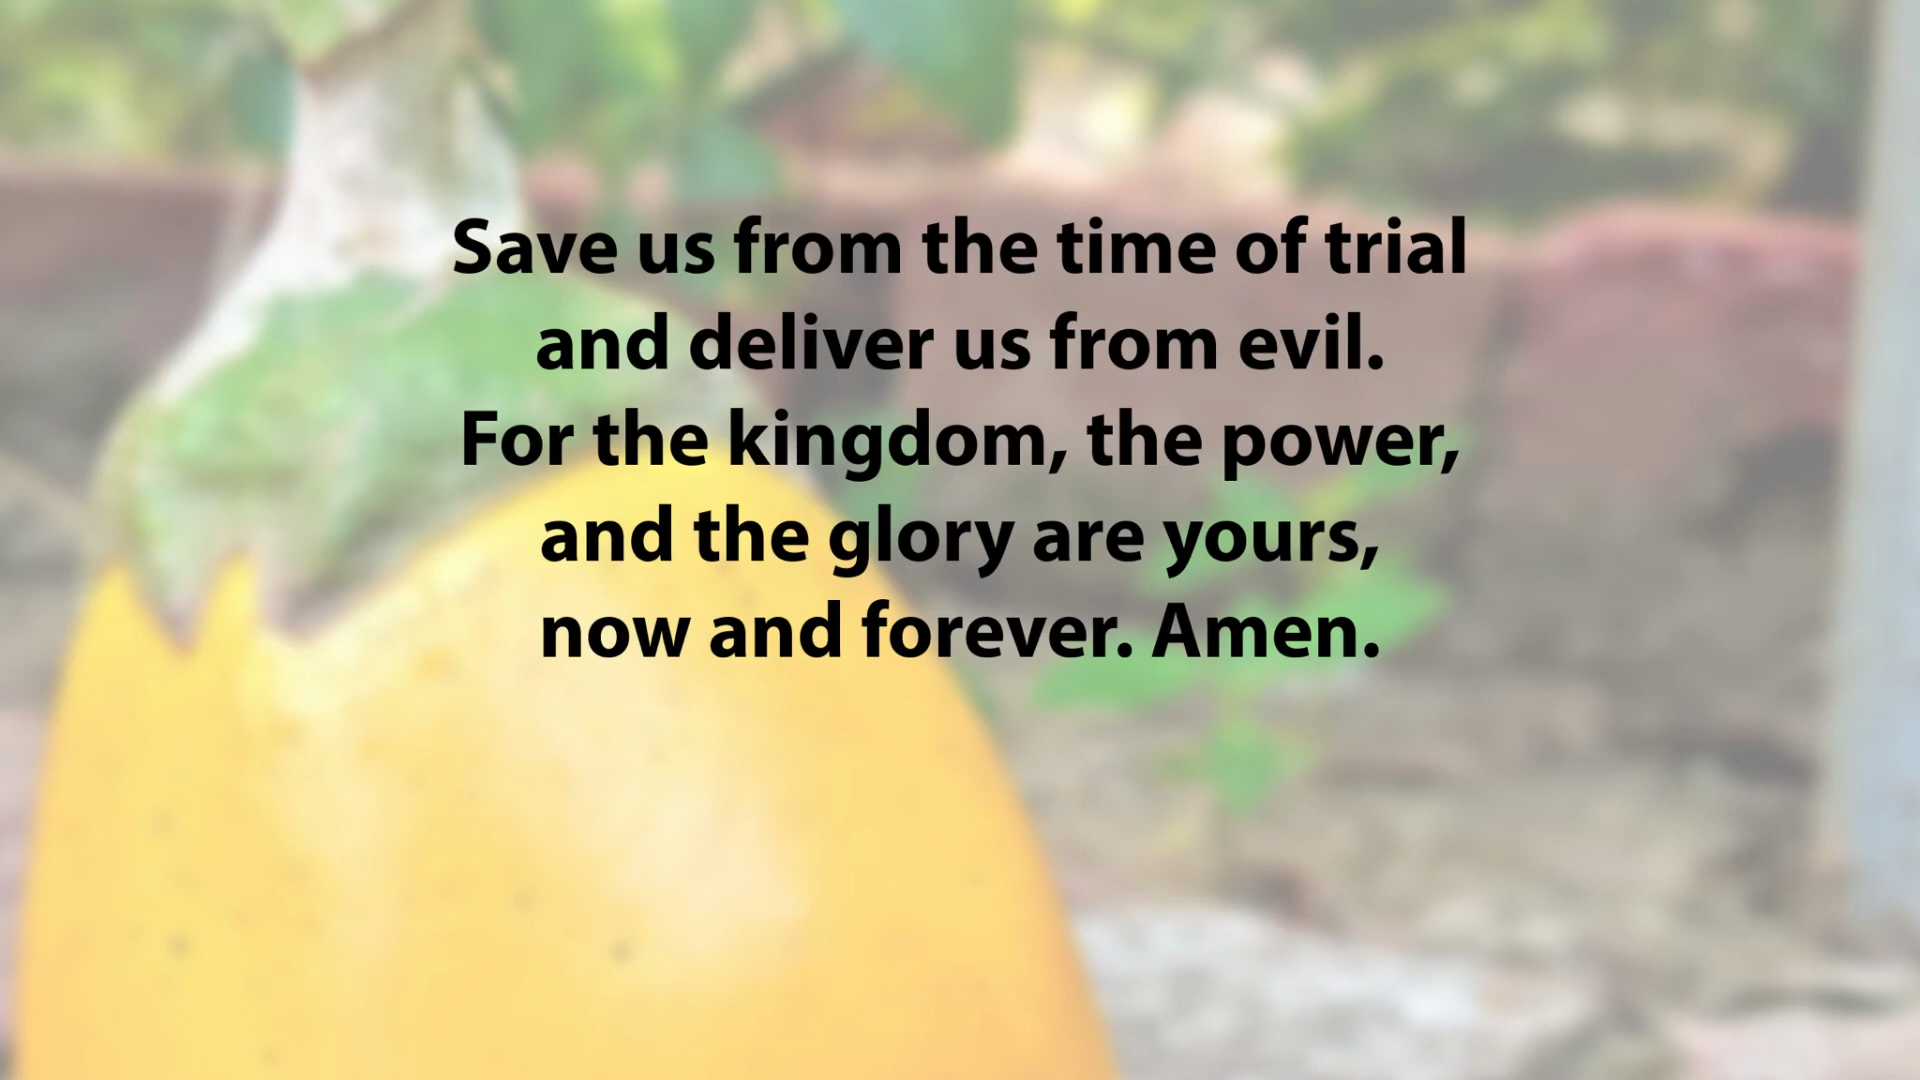 Save us from the time of trial
and deliver us from evil.
For the kingdom, the power,
and the glory are yours,
now and forever. Amen.